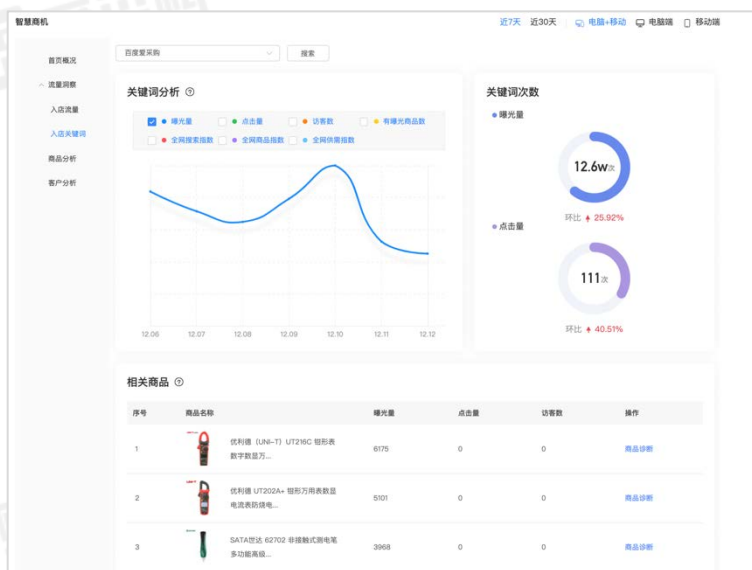 智慧商机
近7天 近30天 电脑+移动 电脑端 移动端
首页概况
流量洞察
入店流量
入店关键词
商品分析
客户分析
百度爱采购
搜索
关键词分析
曝光量 点击量 访客数 有曝光商品数
全网搜索指数 全网商品指数 全网供需指数
12.06 12.07 12.08 12.09 12.10 12.11 12.12
关键词次数
曝光量
12.6w次
环比 25.92%
点击量
111次
环比 40.51%
相关商品
序号 商品名称 曝光量 点击量 访客数 操作
1 优利德（UNI-T）UT216C 钳形表
数字数显万... 6175 0 0 商品诊断
2 优利德 UT202A+ 钳形万用表数显
电流表防烧电... 5101 0 0 商品诊断
3 SATA世达 62702 非接触式测电笔
多功能高级... 3968 0 0 商品诊断